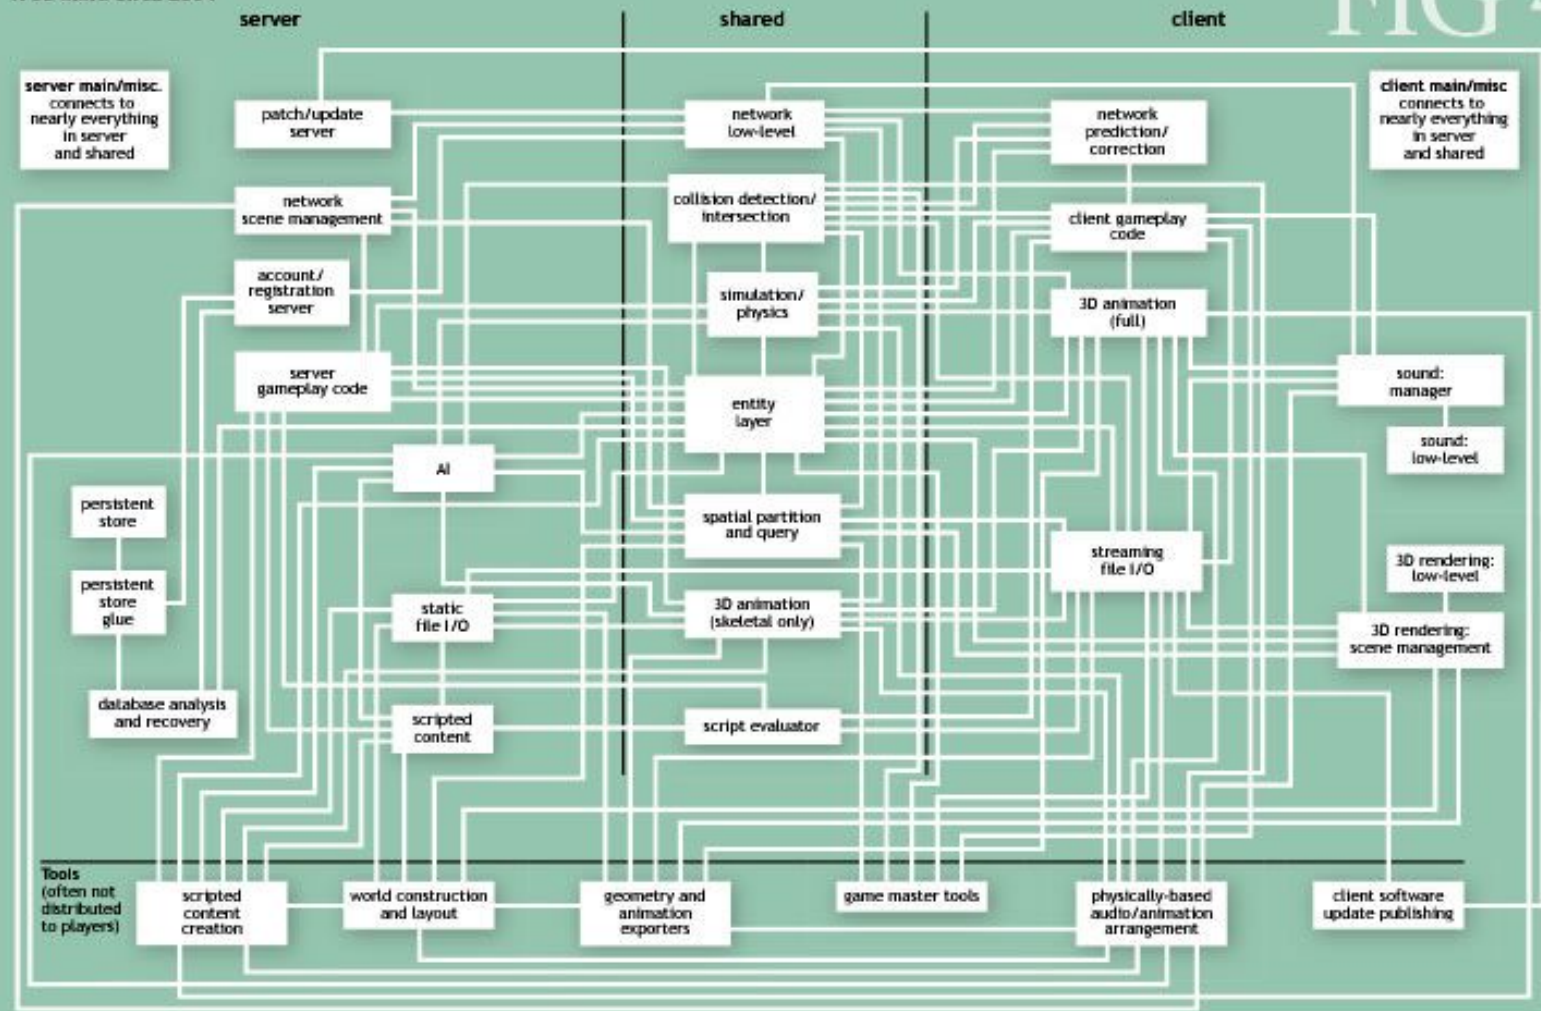 server
shared
client
FIG
server main/misc.
connects to
nearly everything
in server
and shared
patch/update
server
network
low-level
network
prediction/
correction
client main/misc
connects to
nearly everything
in server
and shared
network
scene management
collision detection/
intersection
client gameplay
code
account/
registration
server
simulation/
physics
3D animation
(full)
server
gameplay code
entity
layer
sound:
manager
sound:
low-level
AI
persistent
store
spatial partition
and query
streaming
file I/O
3D rendering:
low-level
persistent
store
glue
static
file I/O
3D animation
(skeletal only)
3D rendering:
scene management
database analysis
and recovery
scripted
content
script evaluator
Tools
(often not
distributed
to players)
scripted
content
creation
world construction
and layout
geometry and
animation
exporters
game master tools
physically-based
audio/animation
arrangement
client software
update publishing